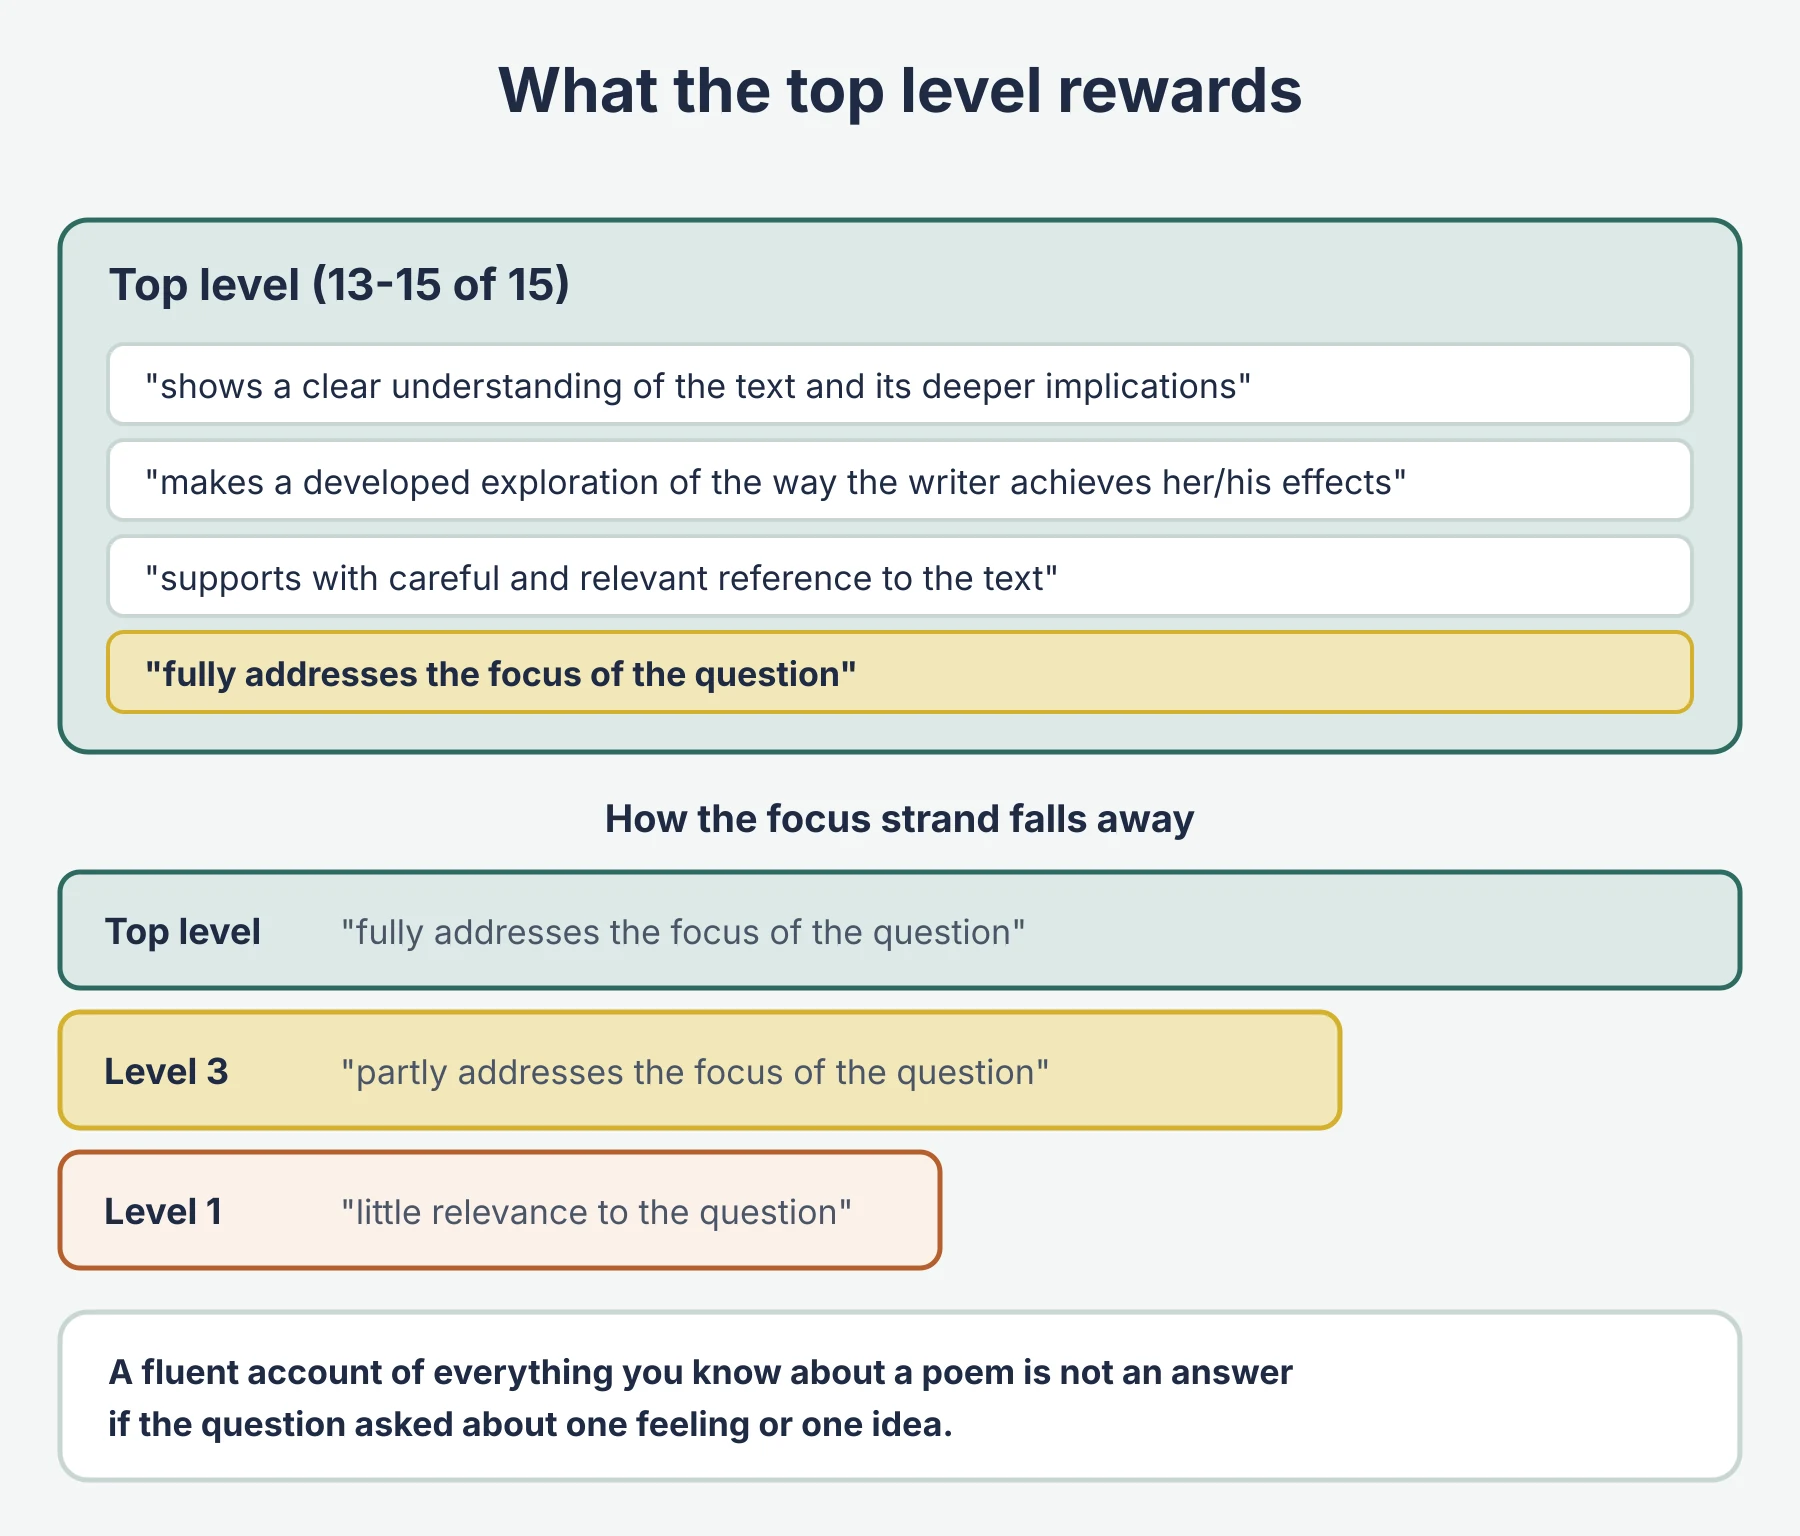 What the top level rewards
Top level (13-15 of 15)
"shows a clear understanding of the text and its deeper implications"
"makes a developed exploration of the way the writer achieves her/his effects"
"supports with careful and relevant reference to the text"
"fully addresses the focus of the question"
How the focus strand falls away
Top level "fully addresses the focus of the question"
Level 3 "partly addresses the focus of the question"
Level 1 "little relevance to the question"
A fluent account of everything you know about a poem is not an answer
if the question asked about one feeling or one idea.